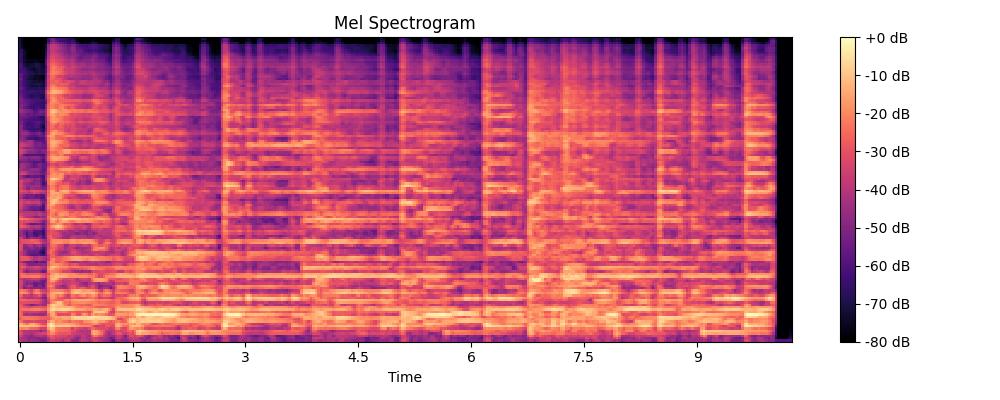 Mel Spectrogram
+0 dB
-10 dB
-20 dB
-30 dB
-40 dB
-50 dB
-60 dB
-70 dB
-80 dB
0 1.5 3 4.5 6 7.5 9
Time